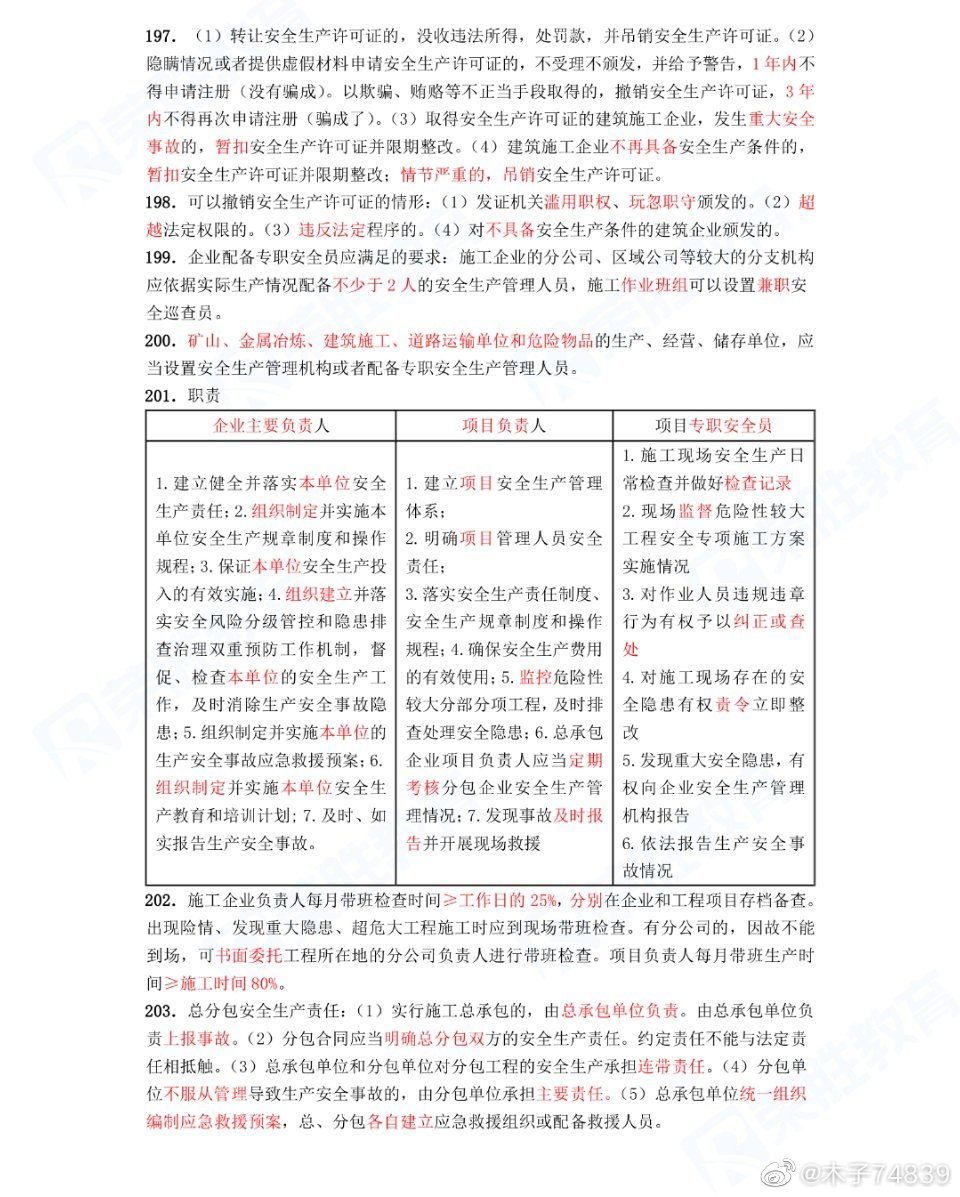 197.（1）转让安全生产许可证的，没收违法所得，处罚款，并吊销安全生产许可证。（2）
隐瞒情况或者提供虚假材料申请安全生产许可证的，不受理不颁发，并给予警告，1 年内不
得申请注册（没有骗成）。以欺骗、贿赂等不正当手段取得的，撤销安全生产许可证，3 年
内不得再次申请注册（骗成了）。（3）取得安全生产许可证的建筑施工企业，发生重大安全
事故的，暂扣安全生产许可证并限期整改。（4）建筑施工企业不再具备安全生产条件的，
暂扣安全生产许可证并限期整改；情节严重的，吊销安全生产许可证。
198. 可以撤销安全生产许可证的情形：（1）发证机关滥用职权、玩忽职守颁发的。（2）超
越法定权限的。（3）违反法定程序的。（4）对不具备安全生产条件的建筑企业颁发的。
199. 企业配备专职安全员应满足的要求：施工企业的分公司、区域公司等较大的分支机构
应依据实际生产情况配备不少于 2 人的安全生产管理人员，施工作业班组可以设置兼职安
全巡查员。
200. 矿山、金属冶炼、建筑施工、道路运输单位和危险物品的生产、经营、储存单位，应
当设置安全生产管理机构或者配备专职安全生产管理人员。
201. 职责
企业主要负责人
1. 建立健全并落实本单位安全
生产责任；2. 组织制定并实施本
单位安全生产规章制度和操作
规程；3. 保证本单位安全生产投
入的有效实施；4. 组织建立并落
实安全风险分级管控和隐患排
查治理双重预防工作机制，督
促、检查本单位的安全生产工
作，及时消除生产安全事故隐
患；5. 组织制定并实施本单位的
生产安全事故应急救援预案；6.
组织制定并实施本单位安全生
产教育和培训计划；7. 及时、如
实报告生产安全事故。
项目负责人
1. 建立项目安全生产管理
体系；
2. 明确项目管理人员安全
责任；
3. 落实安全生产责任制度、
安全生产规章制度和操作
规程；4. 确保安全生产费用
的有效使用；5. 监控危险性
较大分部分项工程，及时排
查处理安全隐患；6. 总承包
企业项目负责人应当定期
考核分包企业安全生产管
理情况；7. 发现事故及时报
告并开展现场救援
项目专职安全员
1. 施工现场安全生产日
常检查并做好检查记录
2. 现场监督危险性较大
工程安全专项施工方案
实施情况
3. 对作业人员违规违章
行为有权予以纠正或查
处
4. 对施工现场存在的安
全隐患有权责令立即整
改
5. 发现重大安全隐患，有
权向企业安全生产管理
机构报告
6. 依法报告生产安全事
故情况
202. 施工企业负责人每月带班检查时间≥工作日的 25%，分别在企业和工程项目存档备查。
出现险情、发现重大隐患、超危大工程施工时应到现场带班检查。有分公司的，因故不能
到场，可书面委托工程所在地的分公司负责人进行带班检查。项目负责人每月带班生产时
间≥施工时间 80%。
203. 总分包安全生产责任：（1）实行施工总承包的，由总承包单位负责。由总承包单位负
责上报事故。（2）分包合同应当明确总分包双方的安全生产责任。约定责任不能与法定责
任相抵触。（3）总承包单位和分包单位对分包工程的安全生产承担连带责任。（4）分包单
位不服从管理导致生产安全事故的，由分包单位承担主要责任。（5）总承包单位统一组织
编制应急救援预案，总、分包各自建立应急救援组织或配备救援人员。
荣胜教育
@木子74839